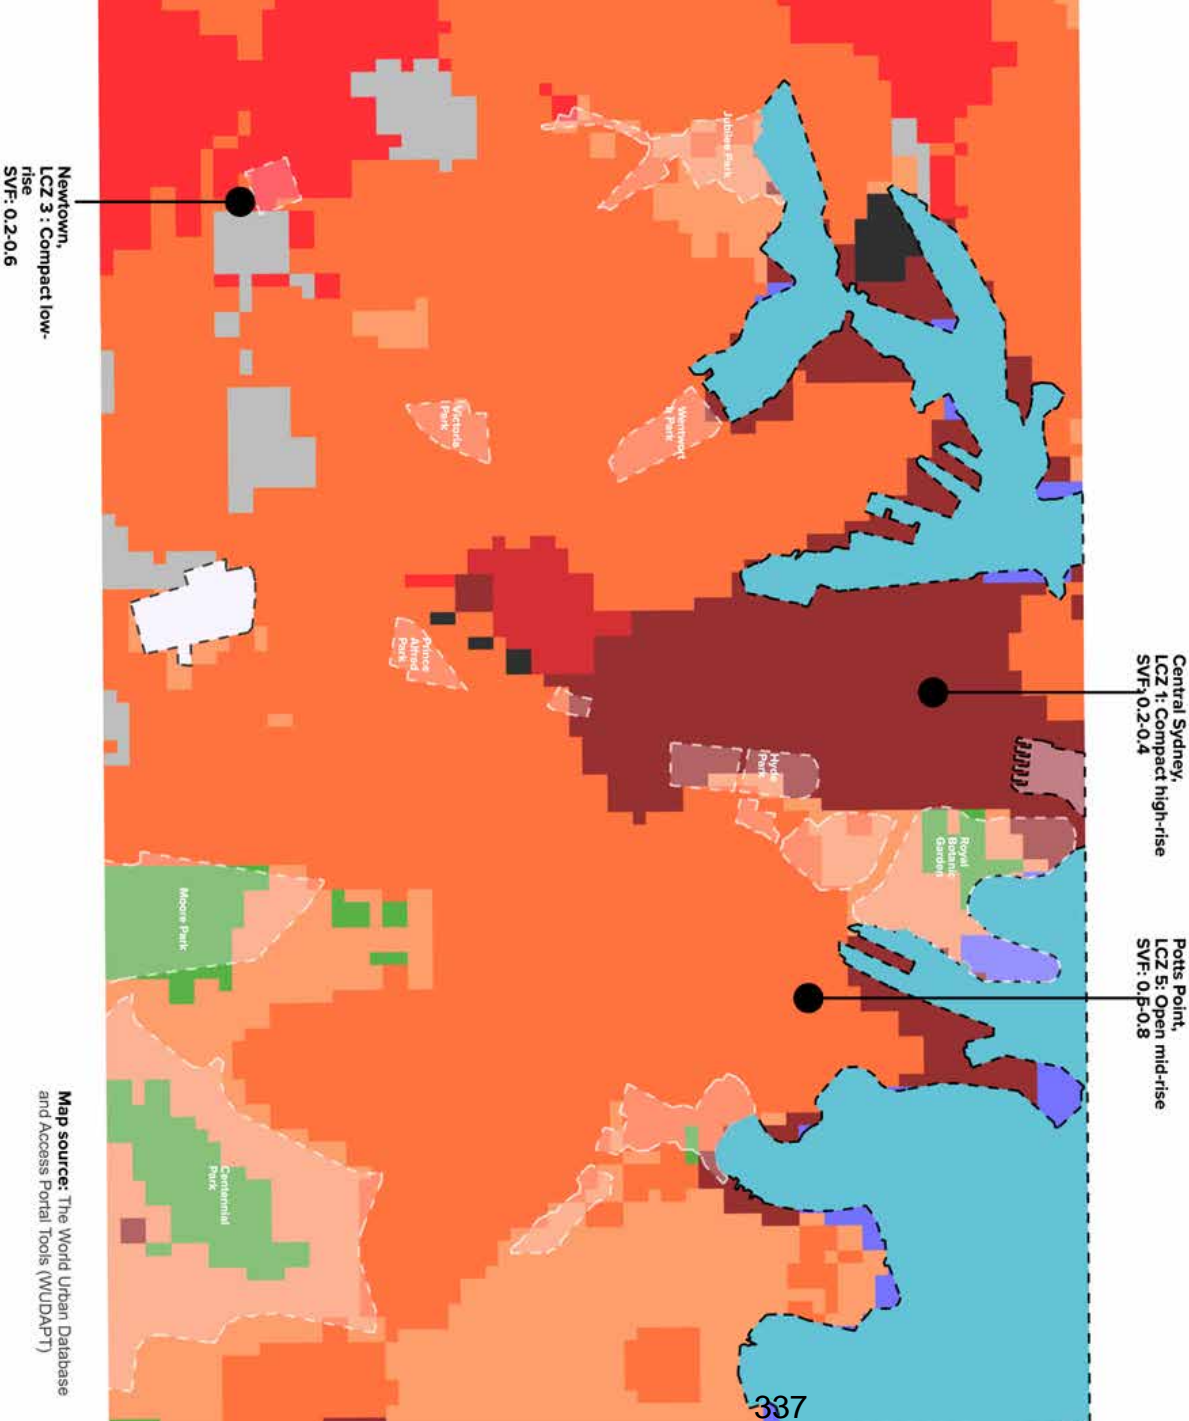 Central Sydney,
LCZ 1: Compact high-rise
SVF: 0.2-0.4
Potts Point,
LCZ 5: Open mid-rise
SVF: 0.5-0.8
Jubilee Park
Wentwort
h Park
Victoria
Park
Prince
Alfred
Park
Hyde
Park
Royal
Botanic
Garden
Moore Park
Centennial
Park
Newtown,
LCZ 3 : Compact low-
rise
SVF: 0.2-0.6
Map source: The World Urban Database
and Access Portal Tools (WUDAPT)
337